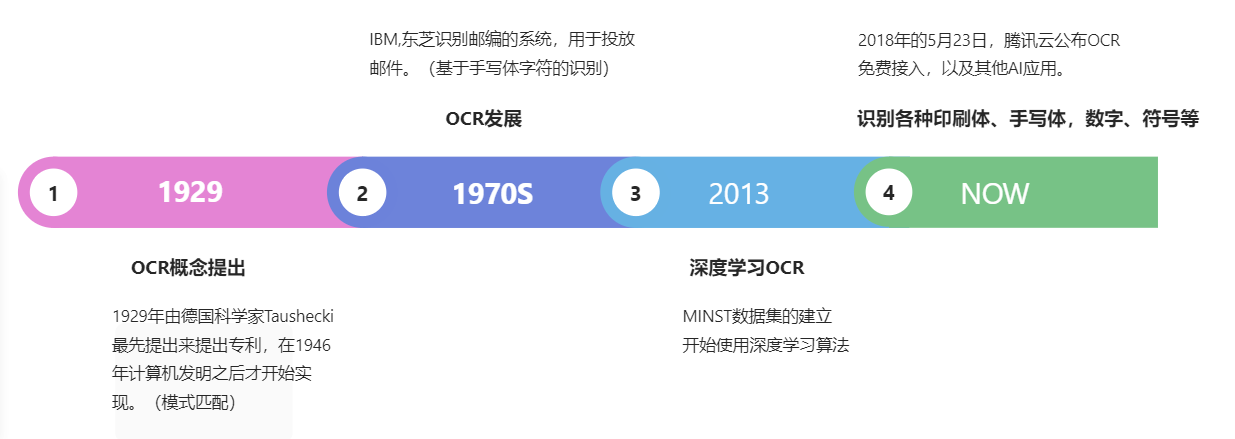 IBM,东芝识别邮编的系统，用于投放
邮件。（基于手写体字符的识别）
2018年的5月23日，腾讯云公布OCR
免费接入，以及其他AI应用。
OCR发展
识别各种印刷体、手写体，数字、符号等
1
1929
2
1970S
3
2013
4
NOW
OCR概念提出
深度学习OCR
1929年由德国科学家Taushecki
最先提出来提出专利，在1946
年计算机发明之后才开始实
现。（模式匹配）
MINST数据集的建立
开始使用深度学习算法